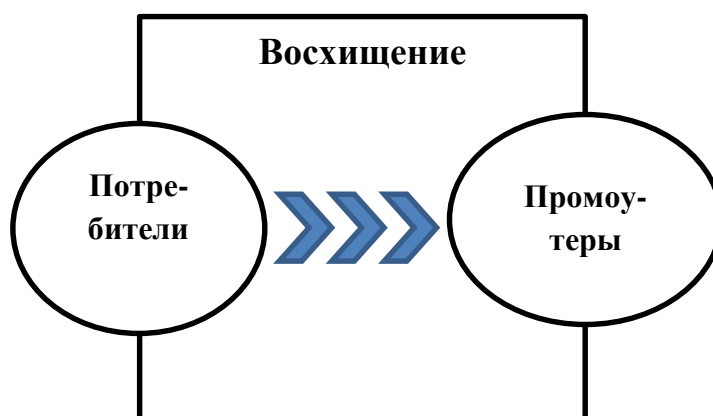 Восхищение
Потре-
бители
Промоу-
теры